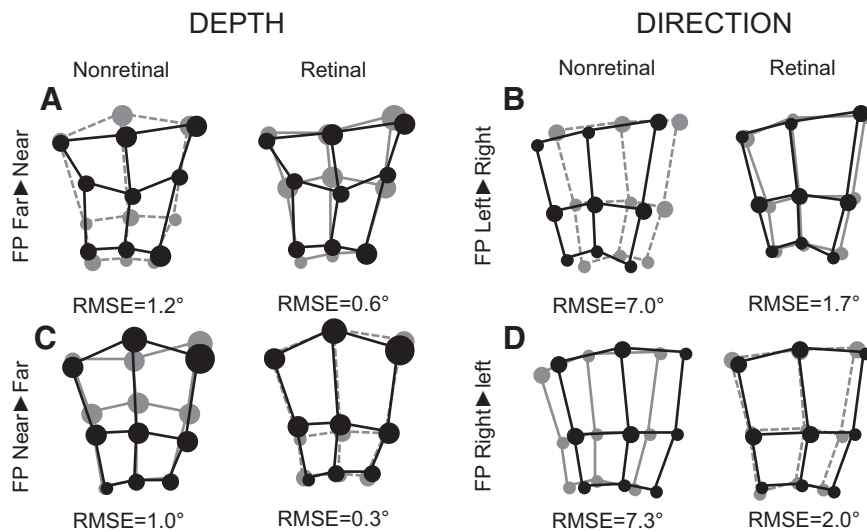 DEPTH DIRECTION
Nonretinal Retinal Nonretinal Retinal
A B
FP Far▶Near
FP Left▶Right
RMSE=1.2° RMSE=0.6° RMSE=7.0° RMSE=1.7°
C D
FP Near▶Far
FP Right▶left
RMSE=1.0° RMSE=0.3° RMSE=7.3° RMSE=2.0°